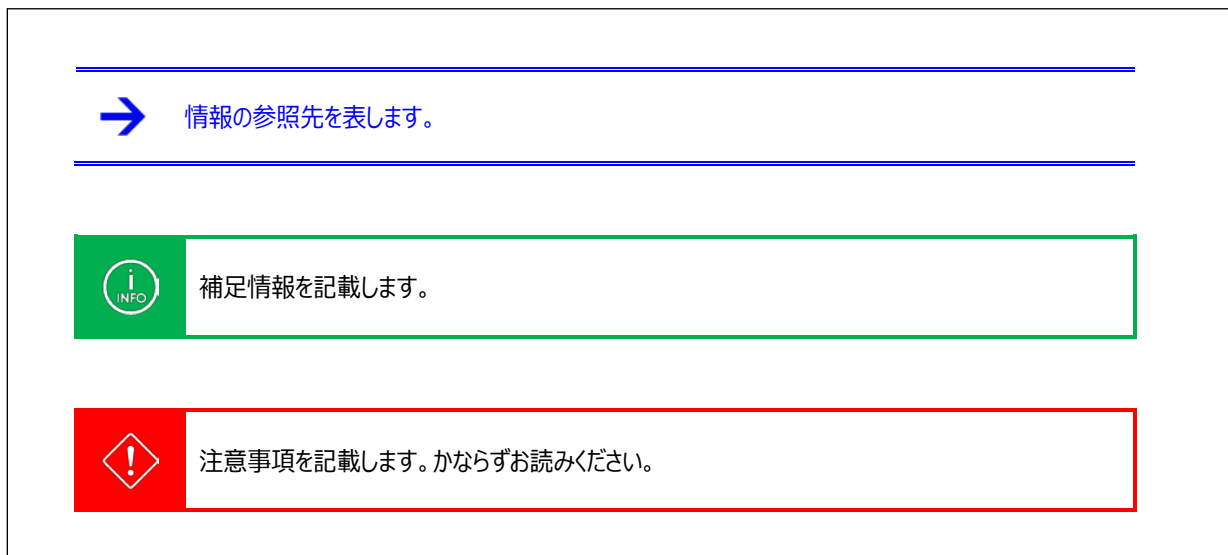 情報の参照先を表します。
i
INFO
補足情報を記載します。
!
注意事項を記載します。かならずお読みください。